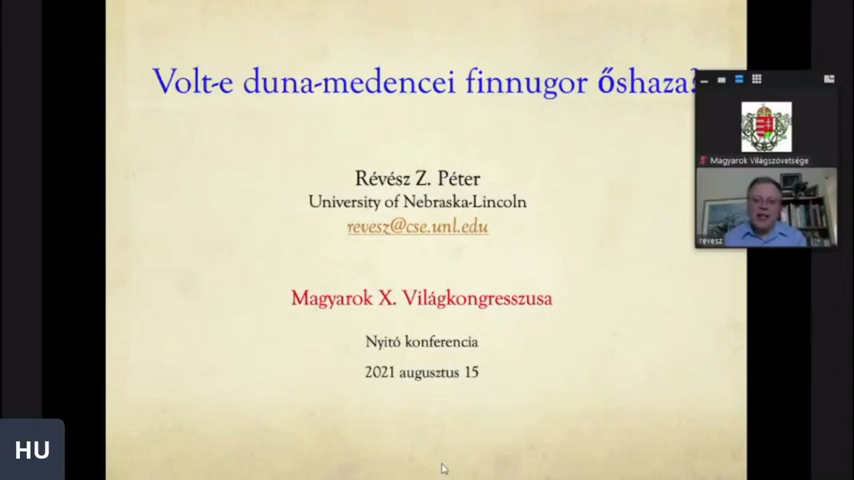 Volt-e duna-medencei finnugor őshaza?
Révész Z. Péter
University of Nebraska-Lincoln
revesz@cse.unl.edu
Magyarok X. Világkongresszusa
Nyitó konferencia
2021 augusztus 15
Magyarok Világszövetsége
revesz
HU